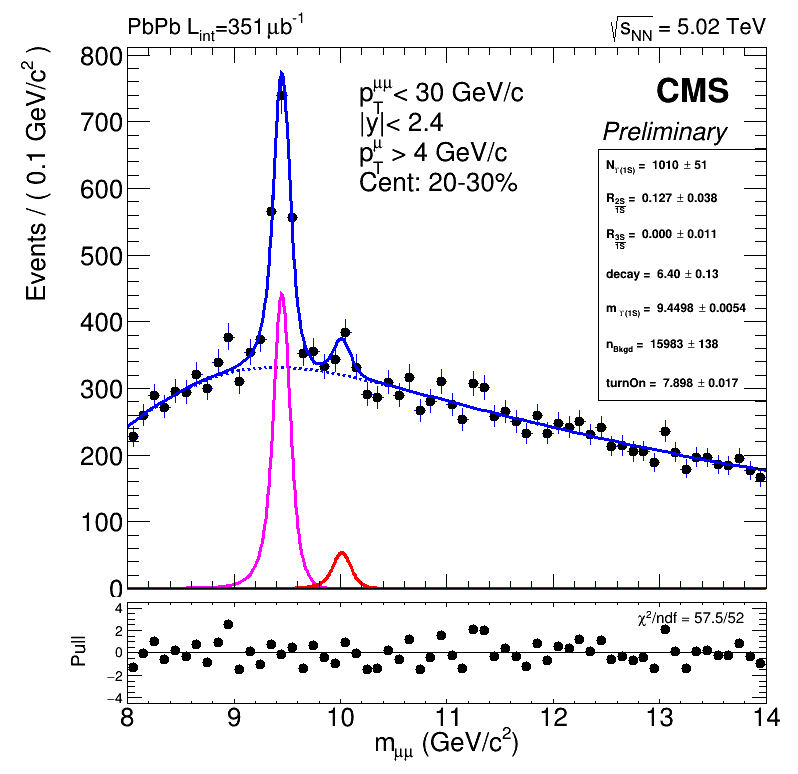 PbPb L_int=351 μb⁻¹
√s_NN = 5.02 TeV
Events / ( 0.1 GeV/c² )
800
700
600
500
400
300
200
100
0
p_T^μμ < 30 GeV/c
|y|< 2.4
p_T^μ > 4 GeV/c
Cent: 20-30%
CMS
Preliminary
N_ϒ(1S) = 1010 ± 51
R_2S/1S = 0.127 ± 0.038
R_3S/1S = 0.000 ± 0.011
decay = 6.40 ± 0.13
m_ϒ(1S) = 9.4498 ± 0.0054
n_Bkgd = 15983 ± 138
turnOn = 7.898 ± 0.017
Pull
4
2
0
−2
−4
χ²/ndf = 57.5/52
8 9 10 11 12 13 14
m_μμ (GeV/c²)